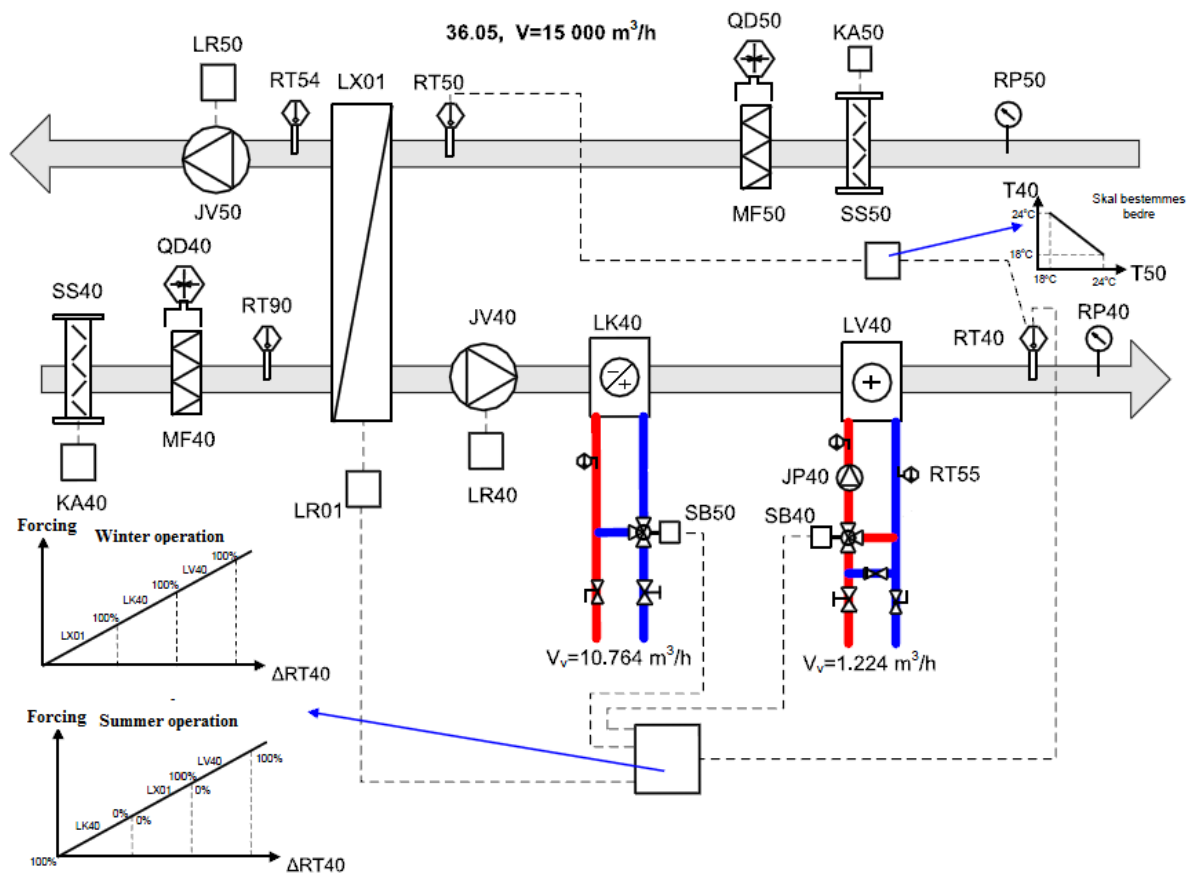 36.05, V=15 000 m³/h
QD50
KA50
LR50
RT54
LX01
RT50
RP50
JV50
MF50
SS50
T40
Skal bestemmes
bedre
24°C
18°C
18°C
24°C
T50
QD40
SS40
RT90
JV40
LK40
LV40
RT40
RP40
MF40
KA40
LR01
LR40
SB50
JP40
RT55
SB40
Forcing
Winter operation
100%
LV40
100%
LK40
100%
LX01
ΔRT40
Vv=10.764 m³/h
Vv=1.224 m³/h
Forcing
Summer operation
LV40
100%
100%
LX01
0%
0%
LK40
0%
100%
ΔRT40